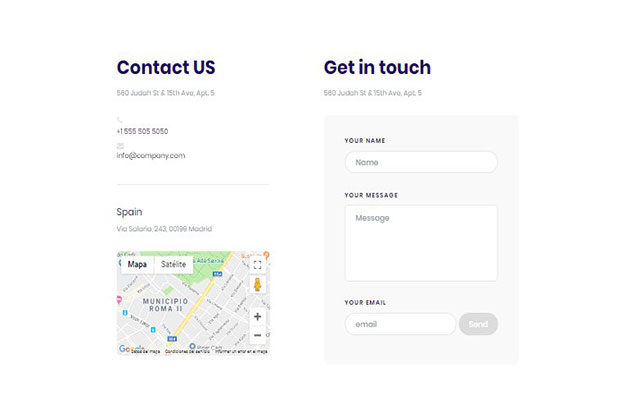 Contact US
560 Judah St & 15th Ave, Apt. 5
+1 555 505 5050
info@company.com
Spain
Via Salaria, 243, 00199 Madrid
Mapa
Satélite
MUNICIPIO
ROMA II
Google
Datos del mapa
Condiciones del servicio
Informar un error en el mapa
Get in touch
560 Judah St & 15th Ave, Apt. 5
YOUR NAME
Name
YOUR MESSAGE
Message
YOUR EMAIL
email
Send